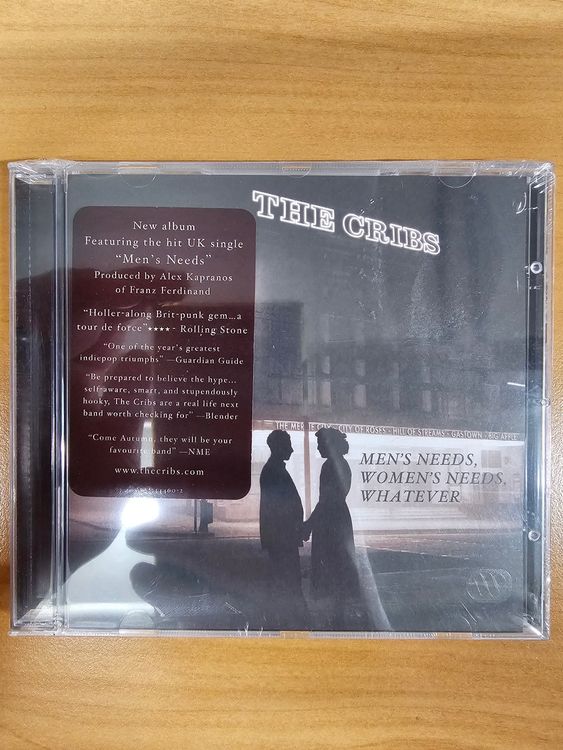 THE CRIBS
New album
Featuring the hit UK single
“Men's Needs”
Produced by Alex Kapranos
of Franz Ferdinand
“Holler-along Brit-punk gem...a
tour de force”★★★★ - Rolling Stone
“One of the year's greatest
indiepop triumphs” —Guardian Guide
“Be prepared to believe the hype...
self-aware, smart, and stupendously
hooky, The Cribs are a real life next
band worth checking for” —Blender
“Come Autumn, they will be your
favourite band” —NME
www.thecribs.com
CITY OF ROSES - HILL OF STREAMS - GASTOWN - BIG APPLE
MEN'S NEEDS,
WOMEN'S NEEDS,
WHATEVER